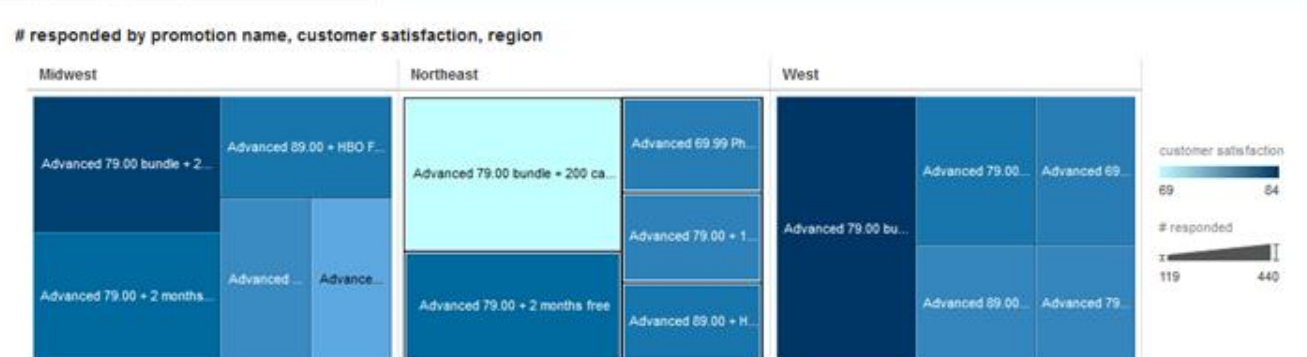 # responded by promotion name, customer satisfaction, region
Midwest
Advanced 79.00 bundle + 2...
Advanced 89.00 + HBO F...
Advanced 79.00 + 2 months...
Advanced ...
Advance...
Northeast
Advanced 79.00 bundle + 200 ca...
Advanced 69.99 Ph...
Advanced 79.00 + 1...
Advanced 79.00 + 2 months free
Advanced 89.00 + H...
West
Advanced 79.00 bu...
Advanced 79.00...
Advanced 69...
Advanced 89.00...
Advanced 79...
customer satisfaction
69 84
# responded
119 440